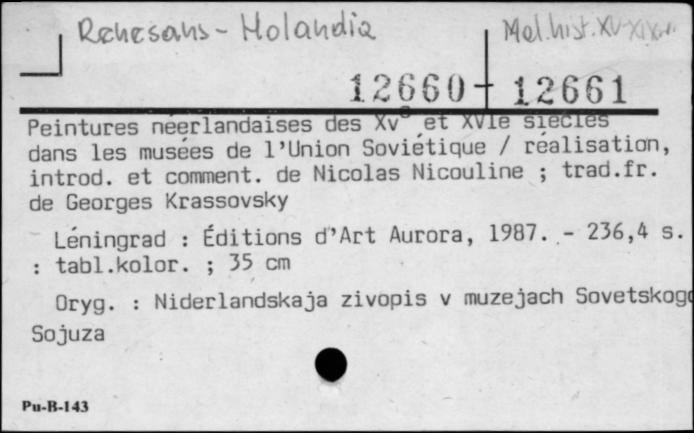 Renesans - Holandia
Mal. hist. XV-XIX w.
12660 - 12661
Peintures néerlandaises des XVe et XVIe siècles
dans les musées de l'Union Soviétique / réalisation,
introd. et comment. de Nicolas Nicouline ; trad.fr.
de Georges Krassovsky
Léningrad : Éditions d'Art Aurora, 1987. - 236,4 s.
: tabl.kolor. ; 35 cm
Oryg. : Niderlandskaja zivopis v muzejach Sovetskogo
Sojuza
Pu-B-143